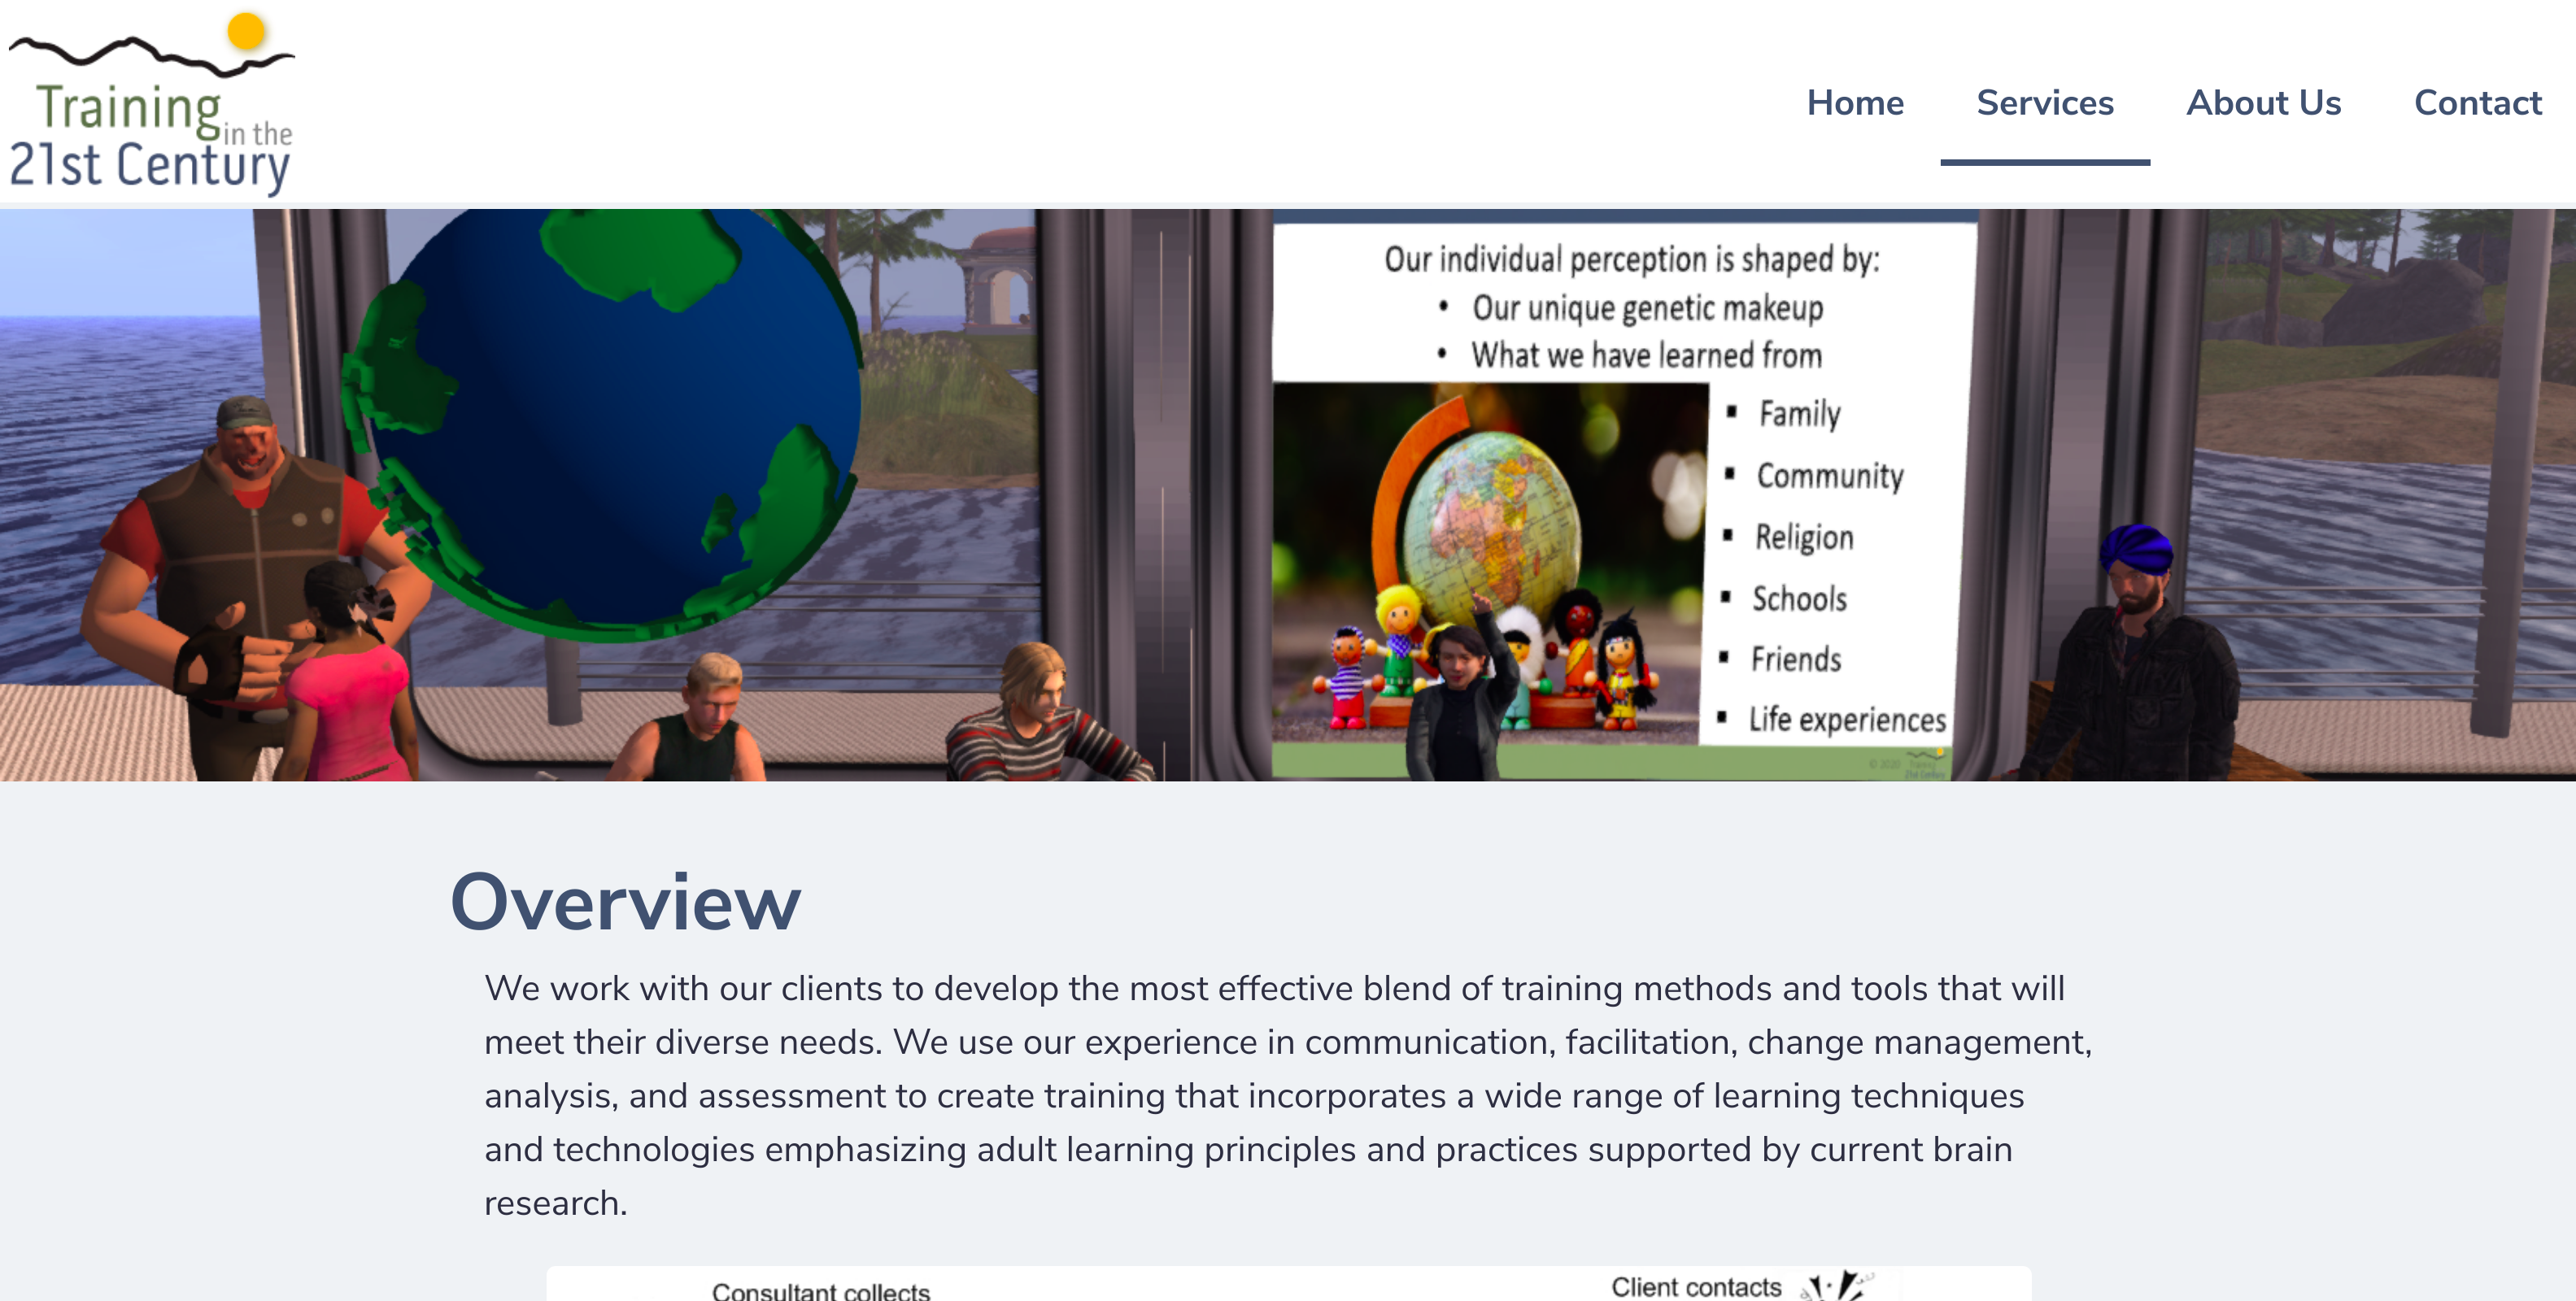 Training in the
21st Century
Home
Services
About Us
Contact
Our individual perception is shaped by:
• Our unique genetic makeup
• What we have learned from
▪ Family
▪ Community
▪ Religion
▪ Schools
▪ Friends
▪ Life experiences
© 2020 Training
21st Century
Overview
We work with our clients to develop the most effective blend of training methods and tools that will
meet their diverse needs. We use our experience in communication, facilitation, change management,
analysis, and assessment to create training that incorporates a wide range of learning techniques
and technologies emphasizing adult learning principles and practices supported by current brain
research.
Consultant collects
Client contacts